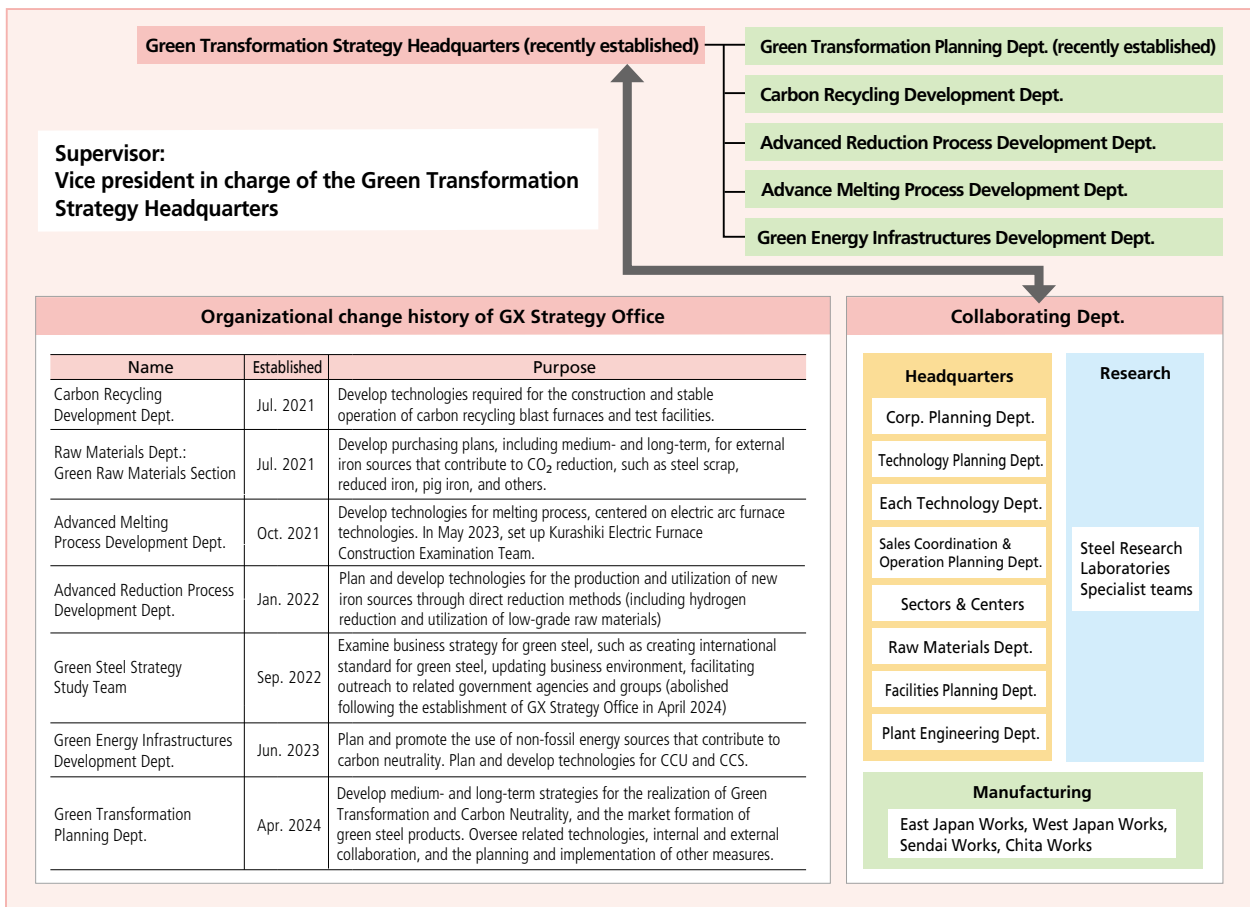 Green Transformation Strategy Headquarters (recently established)
Green Transformation Planning Dept. (recently established)
Carbon Recycling Development Dept.
Advanced Reduction Process Development Dept.
Advance Melting Process Development Dept.
Green Energy Infrastructures Development Dept.
Supervisor:
Vice president in charge of the Green Transformation
Strategy Headquarters
Organizational change history of GX Strategy Office
Name Established Purpose
Carbon Recycling
Development Dept.
Jul. 2021
Develop technologies required for the construction and stable
operation of carbon recycling blast furnaces and test facilities.
Raw Materials Dept.:
Green Raw Materials Section
Jul. 2021
Develop purchasing plans, including medium- and long-term, for external
iron sources that contribute to CO₂ reduction, such as steel scrap,
reduced iron, pig iron, and others.
Advanced Melting
Process Development Dept.
Oct. 2021
Develop technologies for melting process, centered on electric arc furnace
technologies. In May 2023, set up Kurashiki Electric Furnace
Construction Examination Team.
Advanced Reduction Process
Development Dept.
Jan. 2022
Plan and develop technologies for the production and utilization of new
iron sources through direct reduction methods (including hydrogen
reduction and utilization of low-grade raw materials)
Green Steel Strategy
Study Team
Sep. 2022
Examine business strategy for green steel, such as creating international
standard for green steel, updating business environment, facilitating
outreach to related government agencies and groups (abolished
following the establishment of GX Strategy Office in April 2024)
Green Energy Infrastructures
Development Dept.
Jun. 2023
Plan and promote the use of non-fossil energy sources that contribute to
carbon neutrality. Plan and develop technologies for CCU and CCS.
Green Transformation
Planning Dept.
Apr. 2024
Develop medium- and long-term strategies for the realization of Green
Transformation and Carbon Neutrality, and the market formation of
green steel products. Oversee related technologies, internal and external
collaboration, and the planning and implementation of other measures.
Collaborating Dept.
Headquarters
Corp. Planning Dept.
Technology Planning Dept.
Each Technology Dept.
Sales Coordination &
Operation Planning Dept.
Sectors & Centers
Raw Materials Dept.
Facilities Planning Dept.
Plant Engineering Dept.
Research
Steel Research
Laboratories
Specialist teams
Manufacturing
East Japan Works, West Japan Works,
Sendai Works, Chita Works